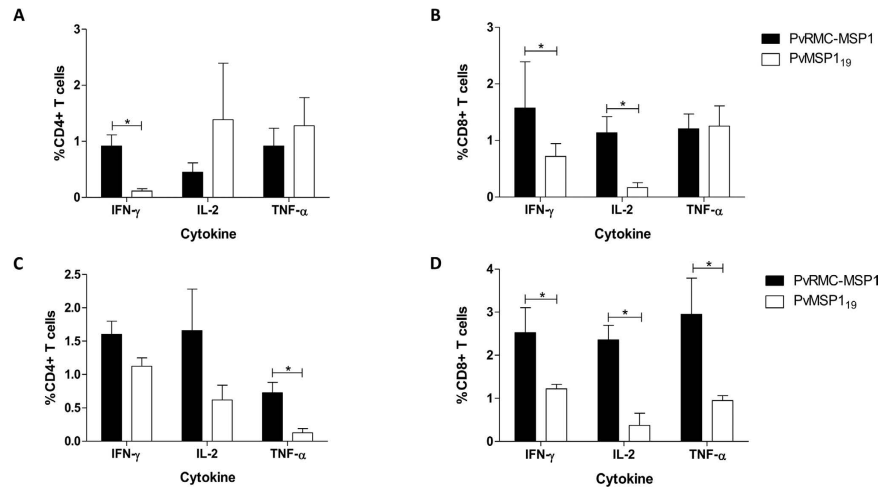 A
3
2
1
0
%CD4+ T cells
*
IFN-γ
IL-2
TNF-α
Cytokine
B
3
2
1
0
%CD8+ T cells
*
*
IFN-γ
IL-2
TNF-α
Cytokine
PvRMC-MSP1
PvMSP1₁₉
C
2.5
2.0
1.5
1.0
0.5
0.0
%CD4+ T cells
*
IFN-γ
IL-2
TNF-α
Cytokine
D
4
3
2
1
0
%CD8+ T cells
*
*
*
IFN-γ
IL-2
TNF-α
Cytokine
PvRMC-MSP1
PvMSP1₁₉